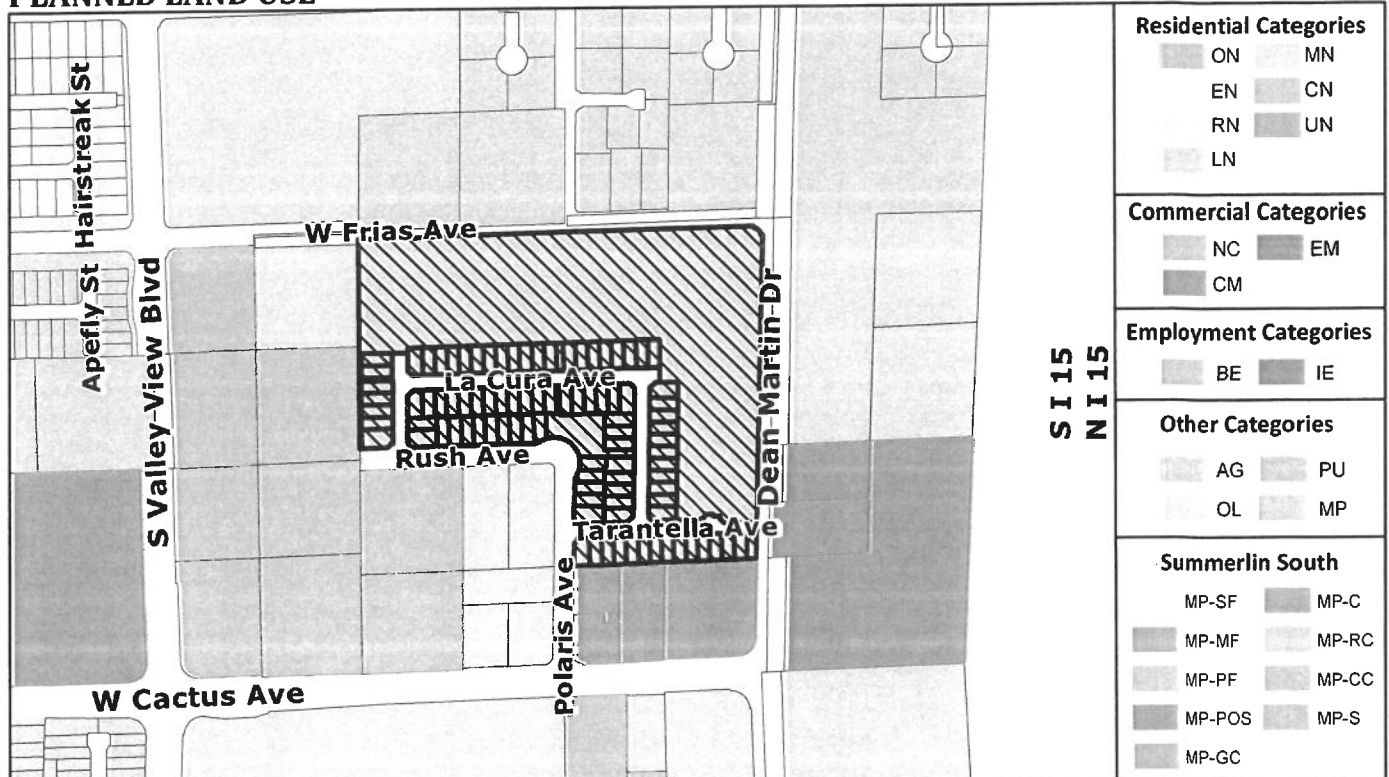 PLANNED LAND USE
Hairstreak St
Apefly St
S Valley View Blvd
W Frias Ave
La Cura Ave
Rush Ave
Tarantella Ave
Dean Martin Dr
Polaris Ave
W Cactus Ave
S I 15
N I 15
Residential Categories
ON MN
EN CN
RN UN
LN
Commercial Categories
NC EM
CM
Employment Categories
BE IE
Other Categories
AG PU
OL MP
Summerlin South
MP-SF MP-C
MP-MF MP-RC
MP-PF MP-CC
MP-POS MP-S
MP-GC